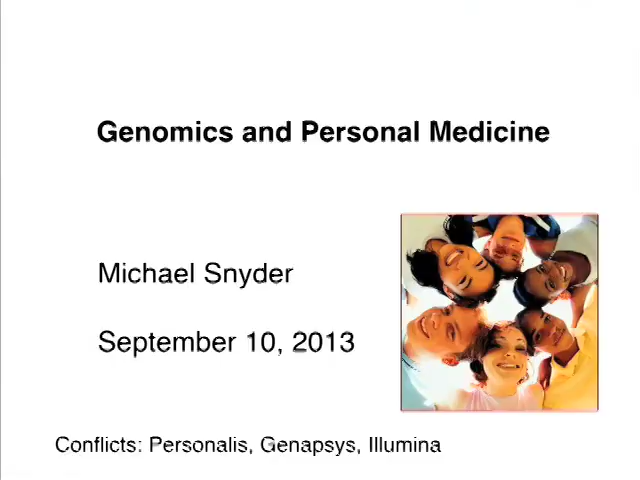 Genomics and Personal Medicine
Michael Snyder
September 10, 2013
Conflicts: Personalis, Genapsys, Illumina